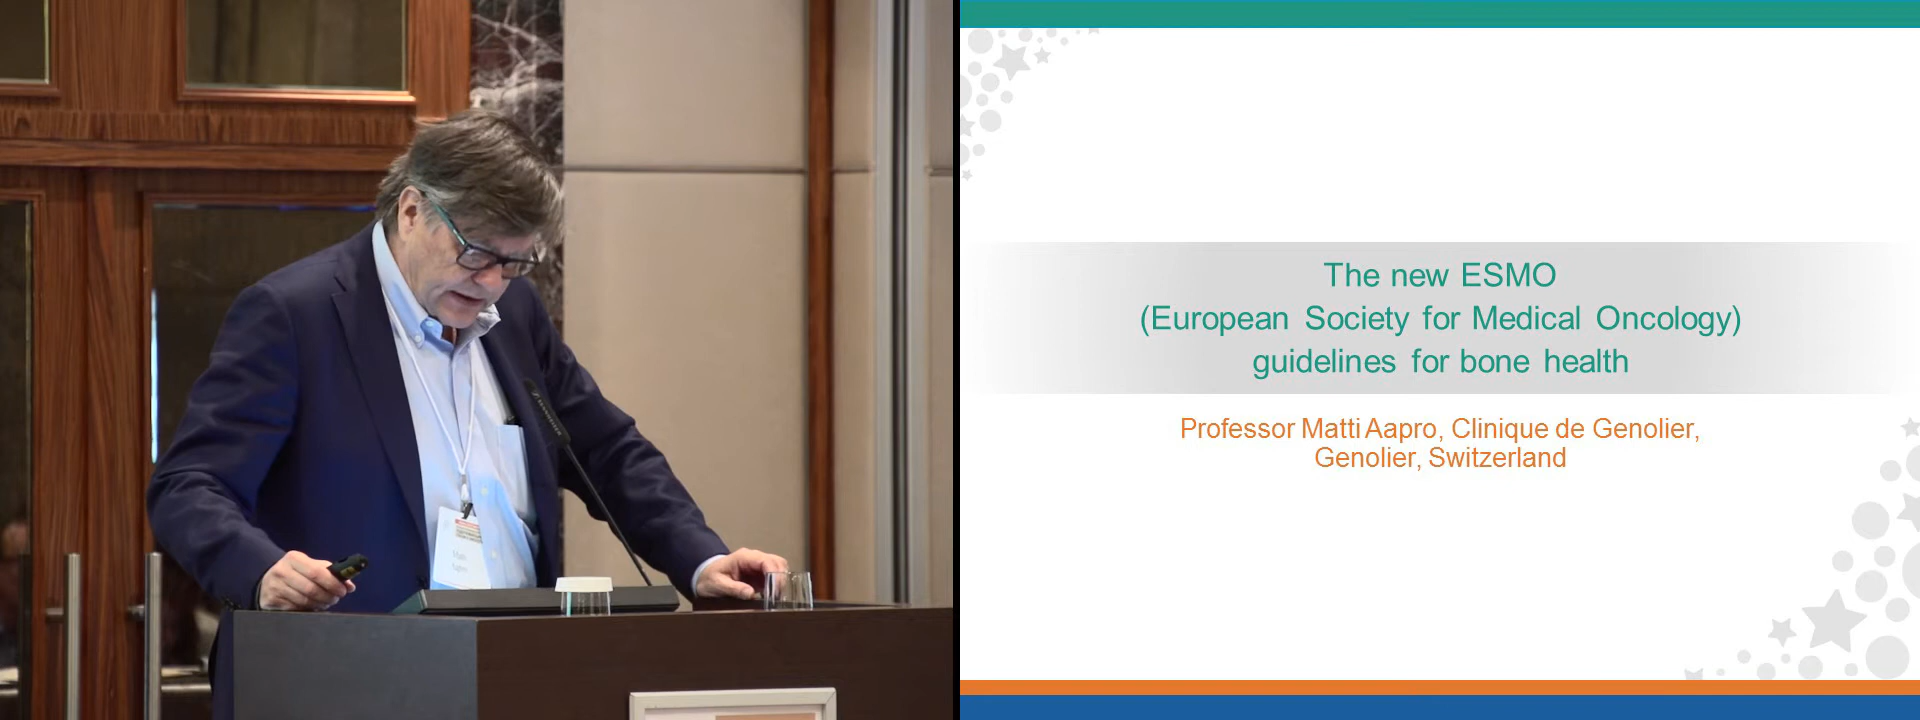 The new ESMO
(European Society for Medical Oncology)
guidelines for bone health
Professor Matti Aapro, Clinique de Genolier,
Genolier, Switzerland